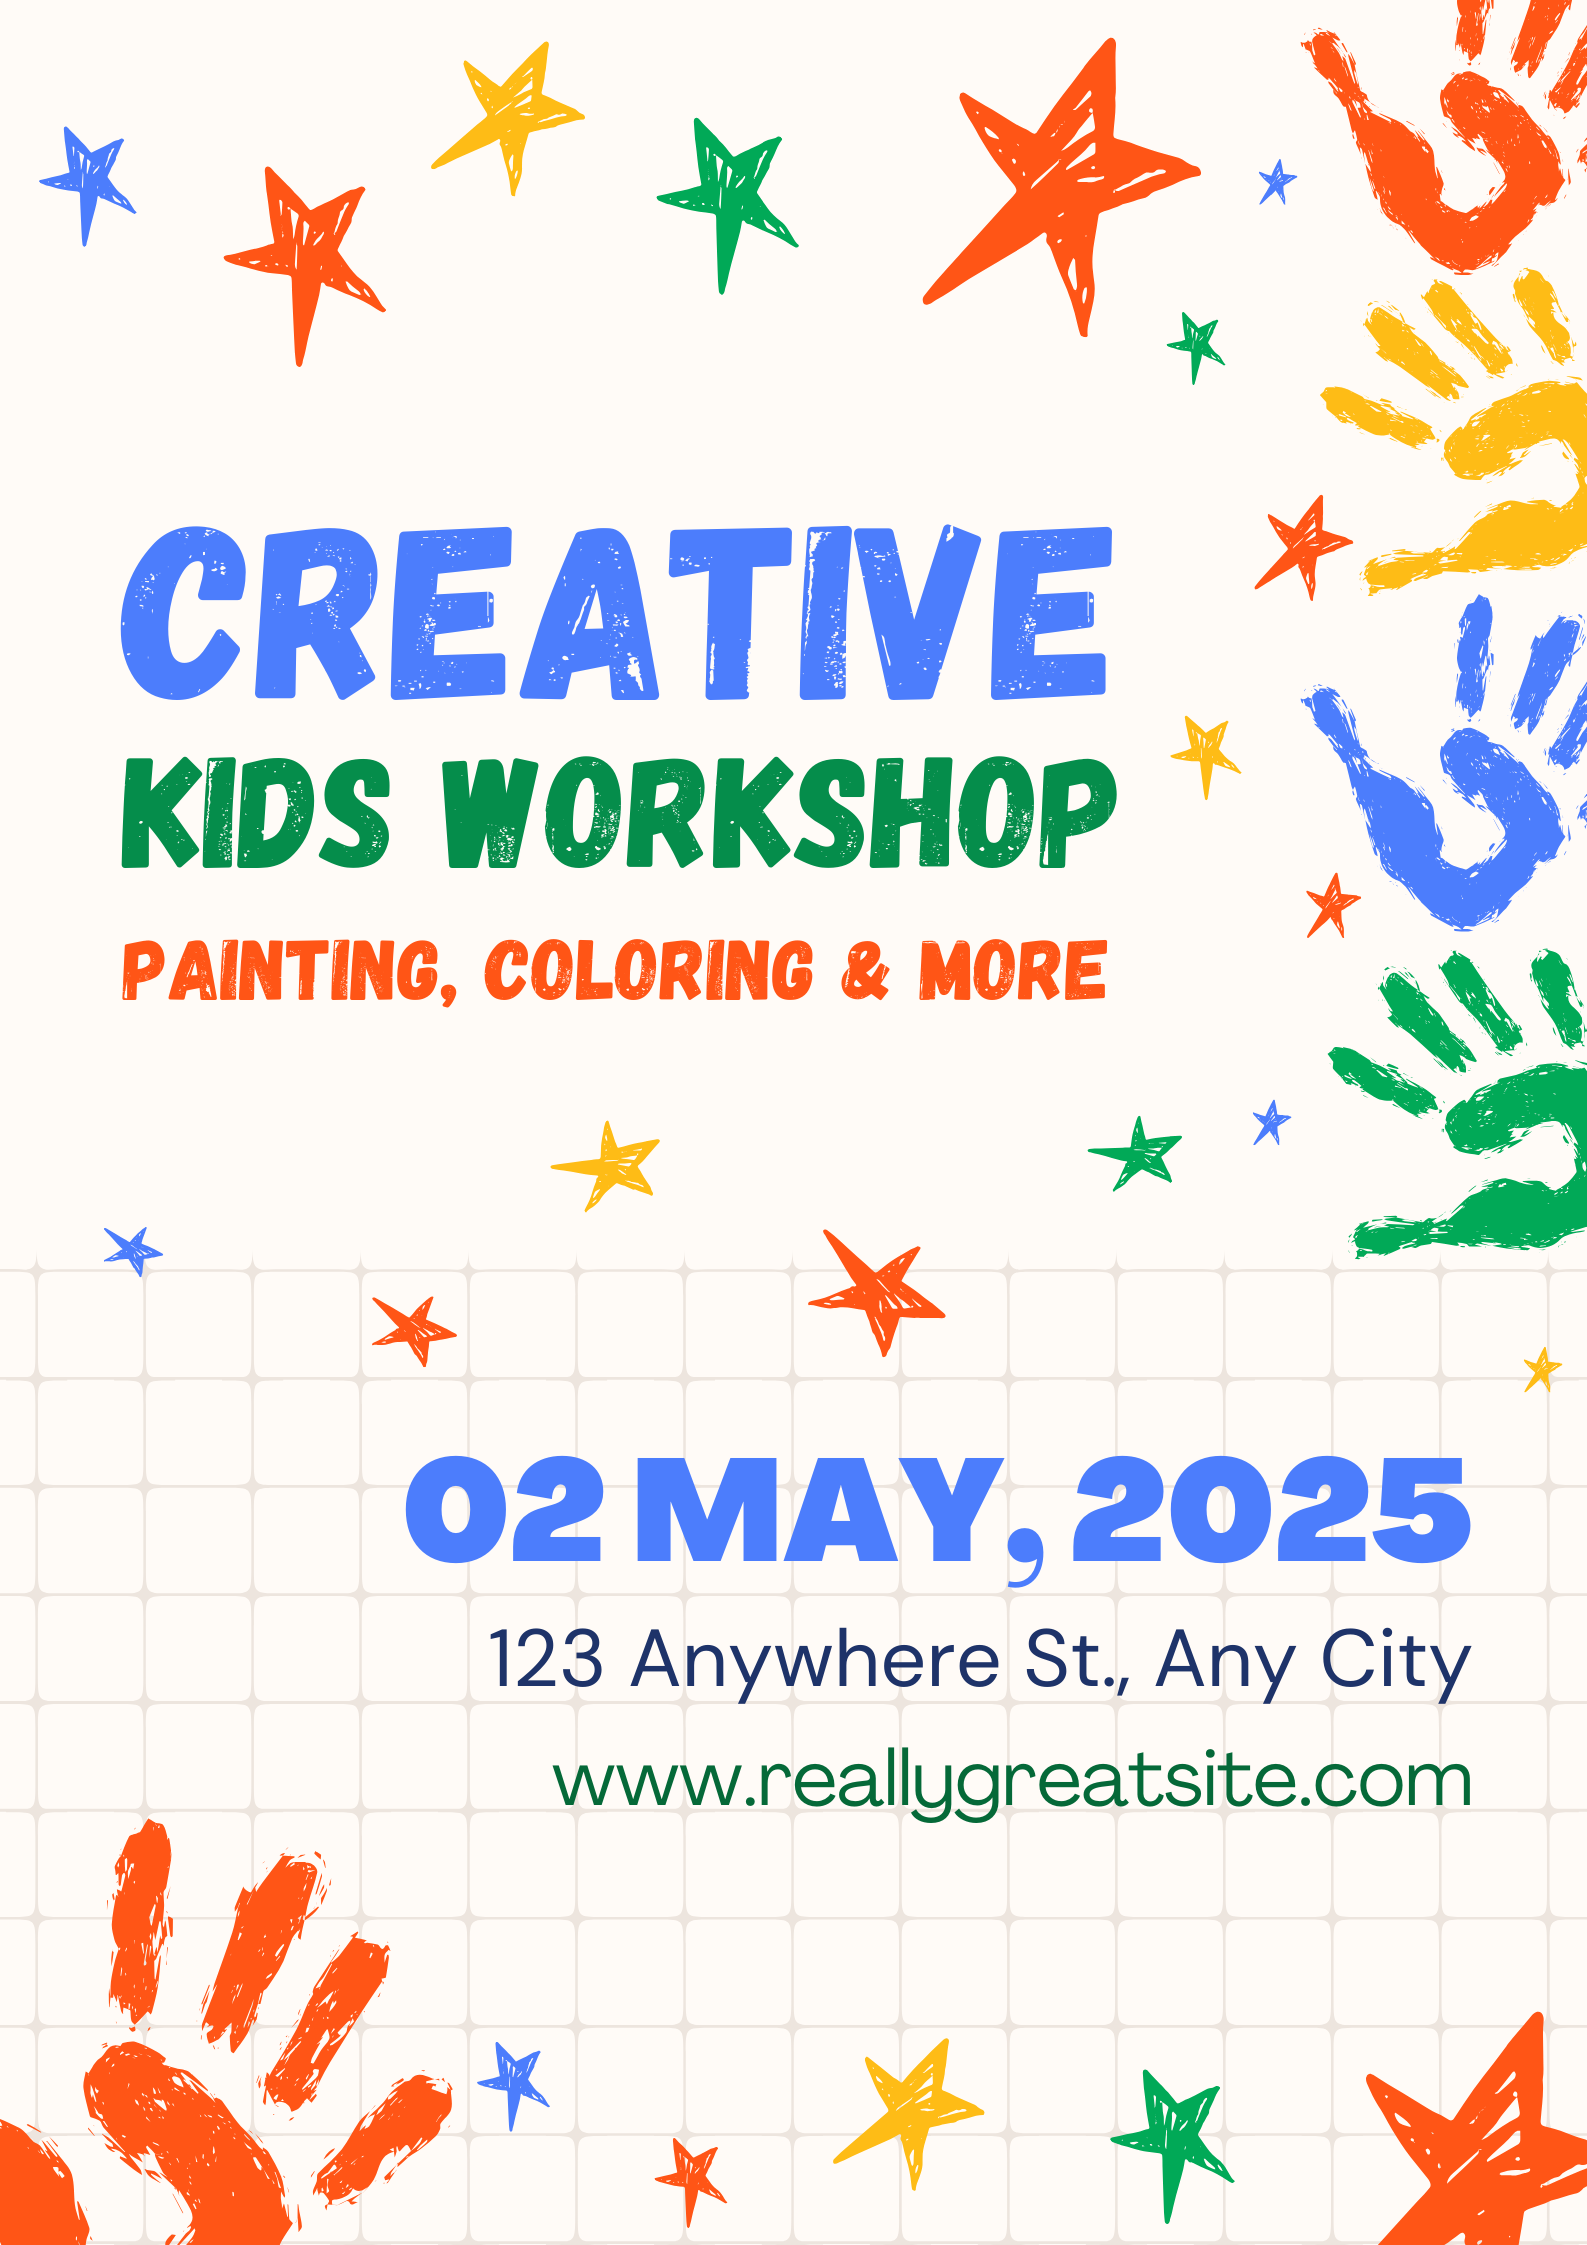 CREATIVE
KIDS WORKSHOP
PAINTING, COLORING & MORE
02 MAY, 2025
123 Anywhere St., Any City
www.reallygreatsite.com